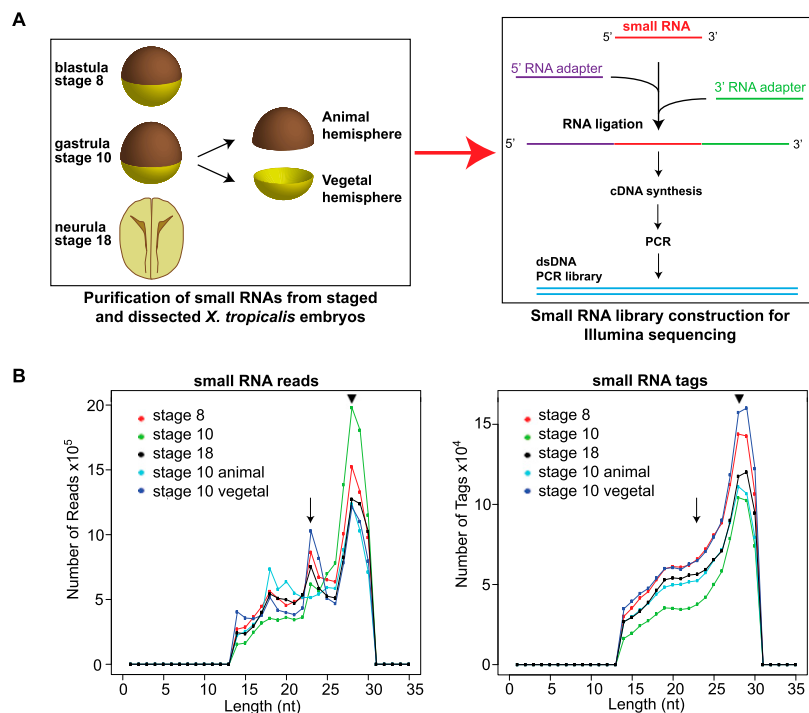 A
blastula
stage 8
gastrula
stage 10
neurula
stage 18
Animal
hemisphere
Vegetal
hemisphere
Purification of small RNAs from staged
and dissected X. tropicalis embryos
small RNA
5’ 3’
5’ RNA adapter
3’ RNA adapter
RNA ligation
5’ 3’
cDNA synthesis
PCR
dsDNA
PCR library
Small RNA library construction for
Illumina sequencing
B
small RNA reads
Number of Reads x10⁵
20
15
10
5
0
stage 8
stage 10
stage 18
stage 10 animal
stage 10 vegetal
0 5 10 15 20 25 30 35
Length (nt)
small RNA tags
Number of Tags x10⁴
15
10
5
0
stage 8
stage 10
stage 18
stage 10 animal
stage 10 vegetal
0 5 10 15 20 25 30 35
Length (nt)